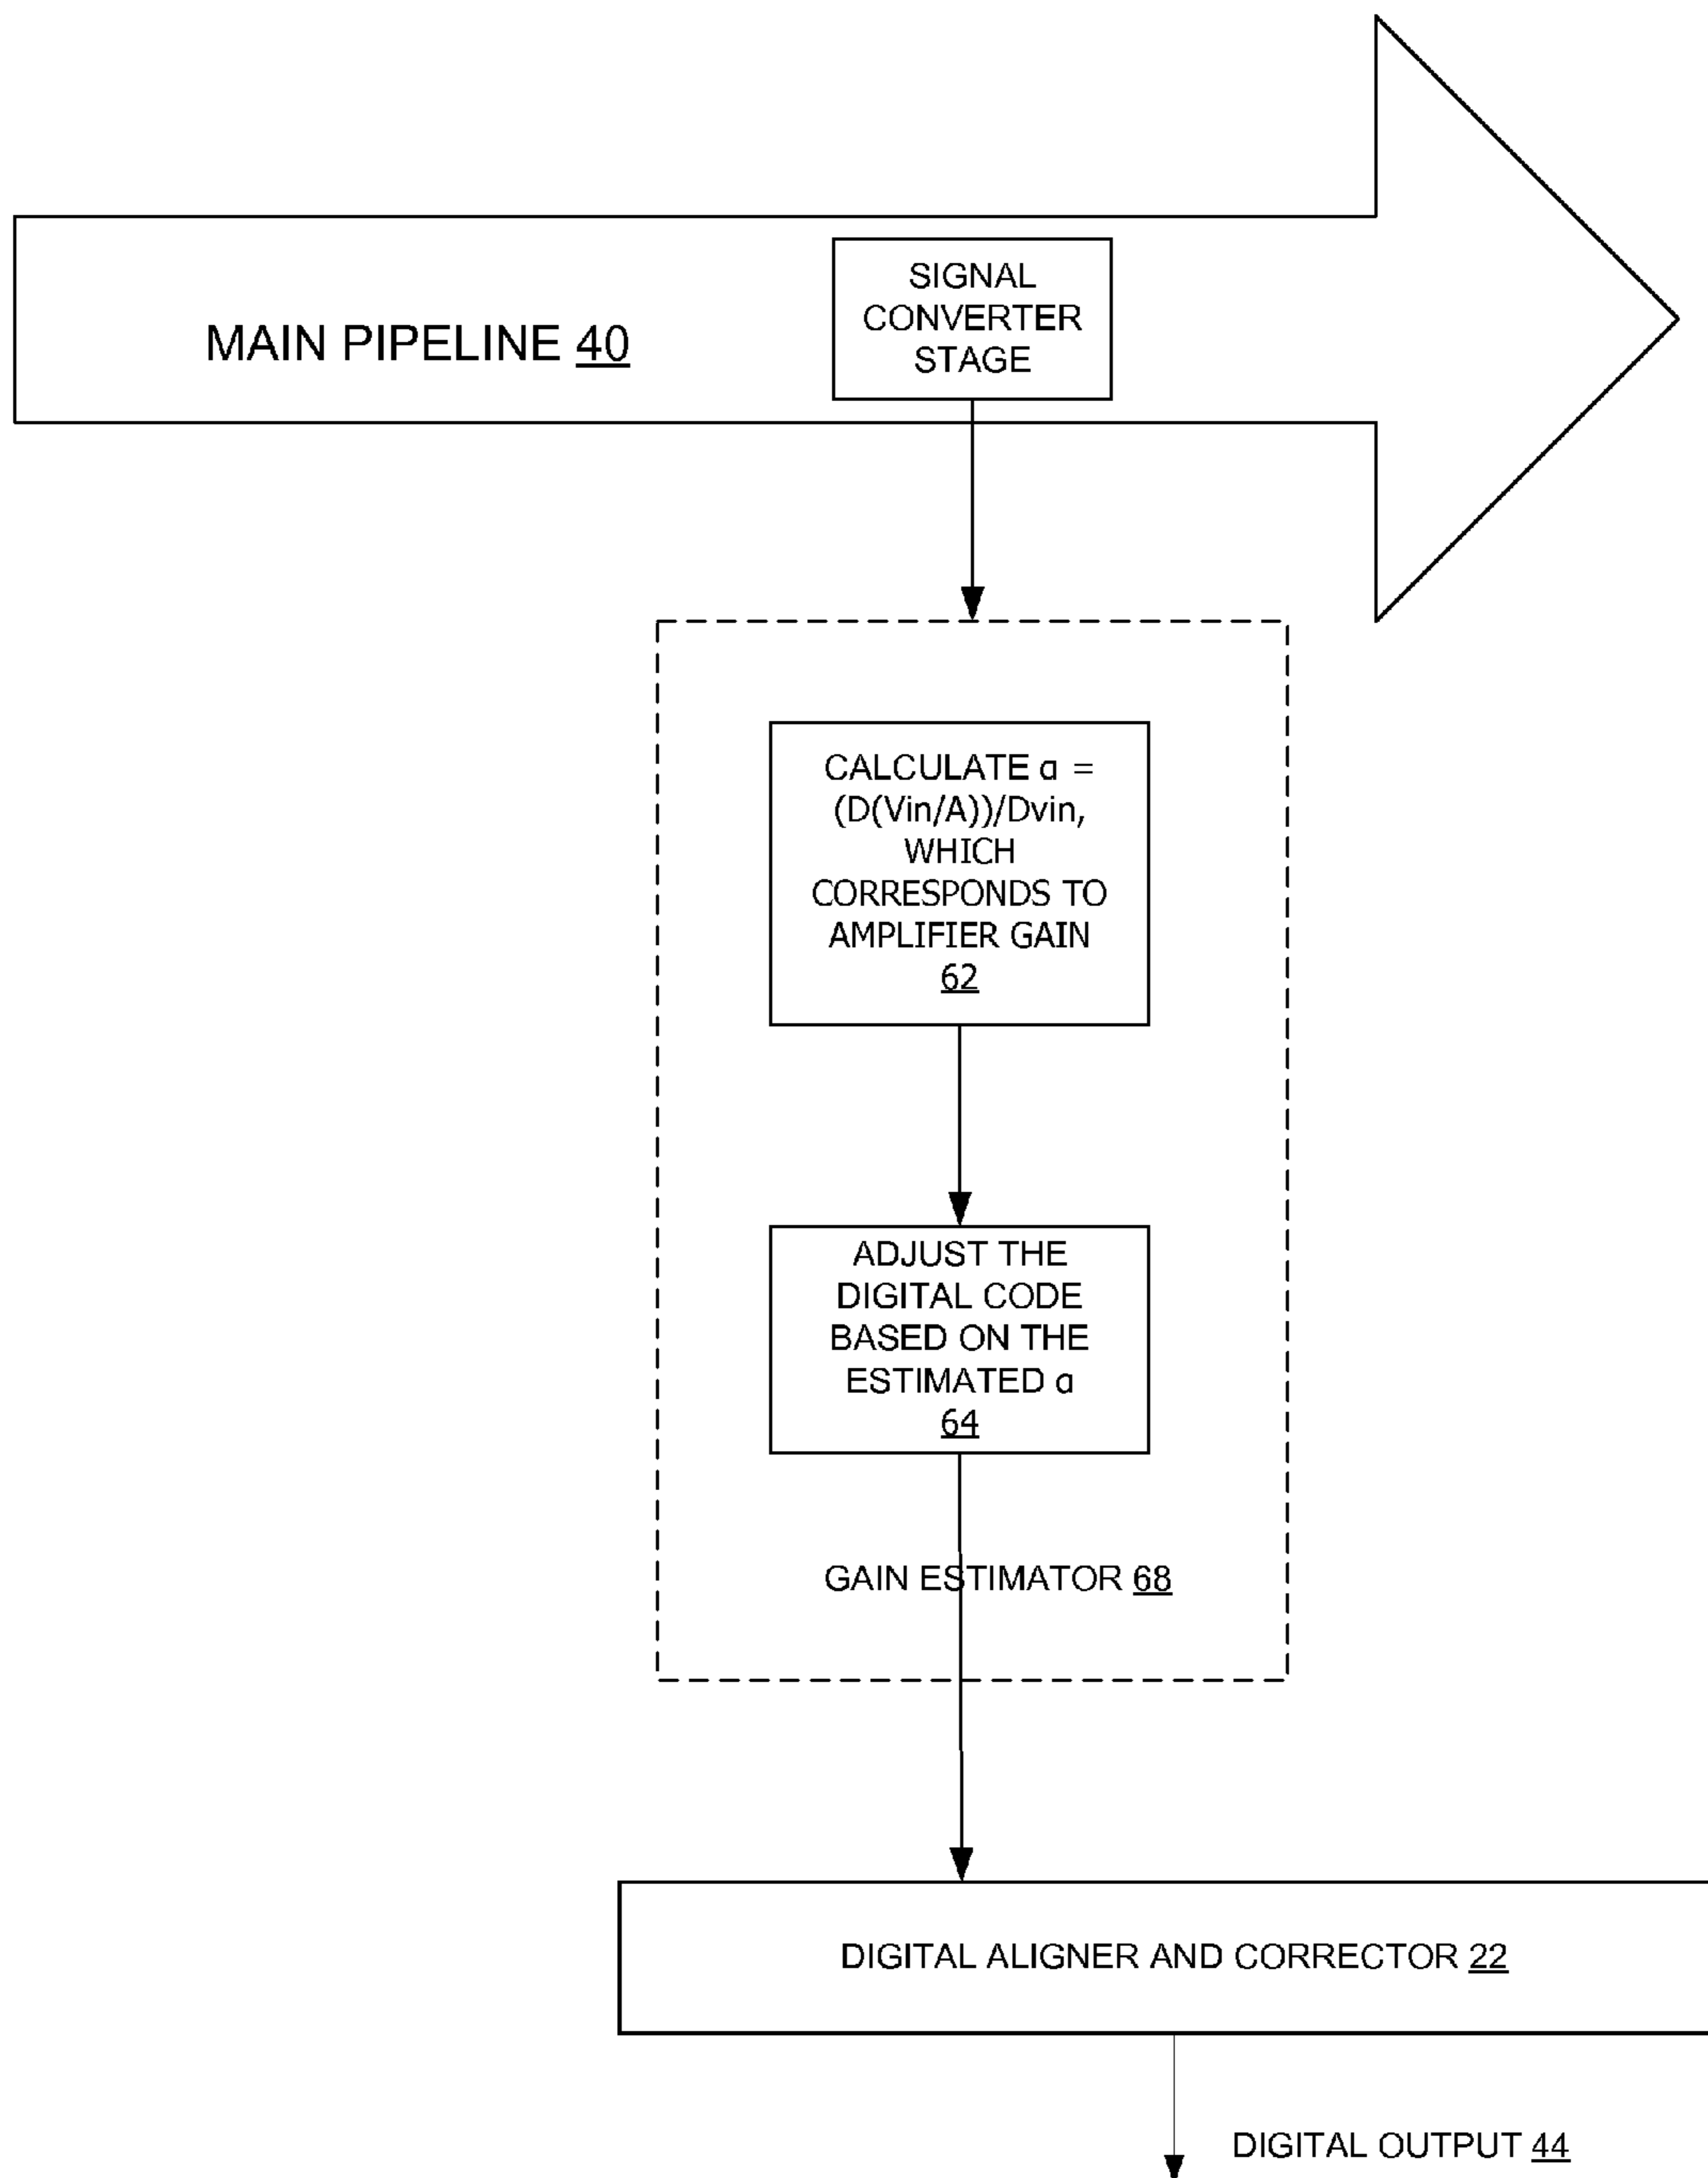 SIGNAL
CONVERTER
STAGE
MAIN PIPELINE 40
CALCULATE a =
(D(Vin/A))/Dvin,
WHICH
CORRESPONDS TO
AMPLIFIER GAIN
62
ADJUST THE
DIGITAL CODE
BASED ON THE
ESTIMATED a
64
GAIN ESTIMATOR 68
DIGITAL ALIGNER AND CORRECTOR 22
DIGITAL OUTPUT 44